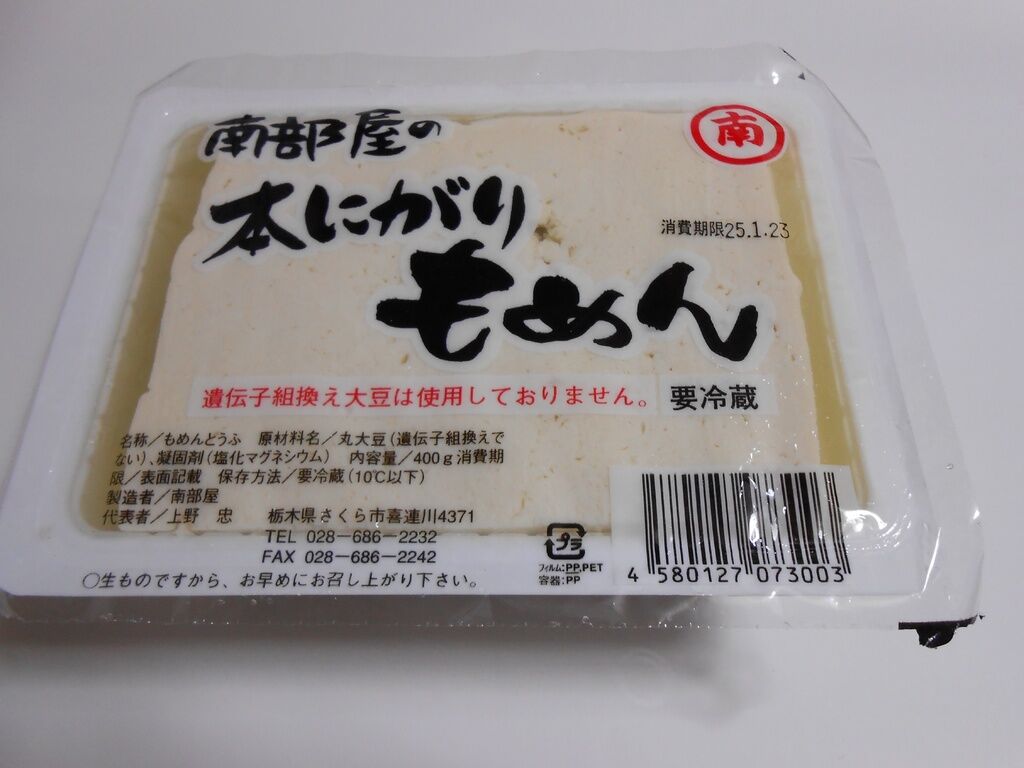 南部屋の
南
本にがり
消費期限25.1.23
もめん
遺伝子組換え大豆は使用しておりません。
要冷蔵
名称／もめんどうふ　原材料名／丸大豆（遺伝子組換えで
ない）、凝固剤（塩化マグネシウム）　内容量／400ｇ消費期
限／表面記載　保存方法／要冷蔵（10℃以下）
製造者／南部屋
代表者／上野　忠　栃木県さくら市喜連川4371
TEL 028－686－2232
FAX 028－686－2242
○生ものですから、お早めにお召し上がり下さい。
プラ
フィルム:PP,PET
容器:PP
4 580127 073003